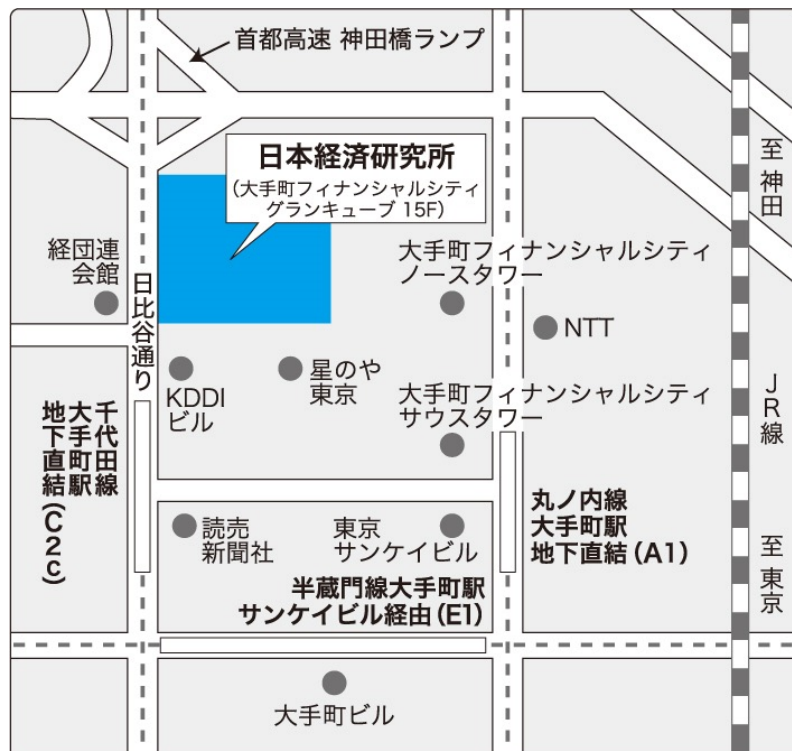 首都高速 神田橋ランプ
日本経済研究所
(大手町フィナンシャルシティ
グランキューブ 15F)
至神田
経団連
会館
日比谷通り
大手町フィナンシャルシティ
ノースタワー
NTT
KDDI
ビル
星のや
東京
大手町フィナンシャルシティ
サウスタワー
JR線
千代田線
大手町駅
地下直結(C2c)
読売
新聞社
東京
サンケイビル
丸ノ内線
大手町駅
地下直結(A1)
至東京
半蔵門線大手町駅
サンケイビル経由(E1)
大手町ビル